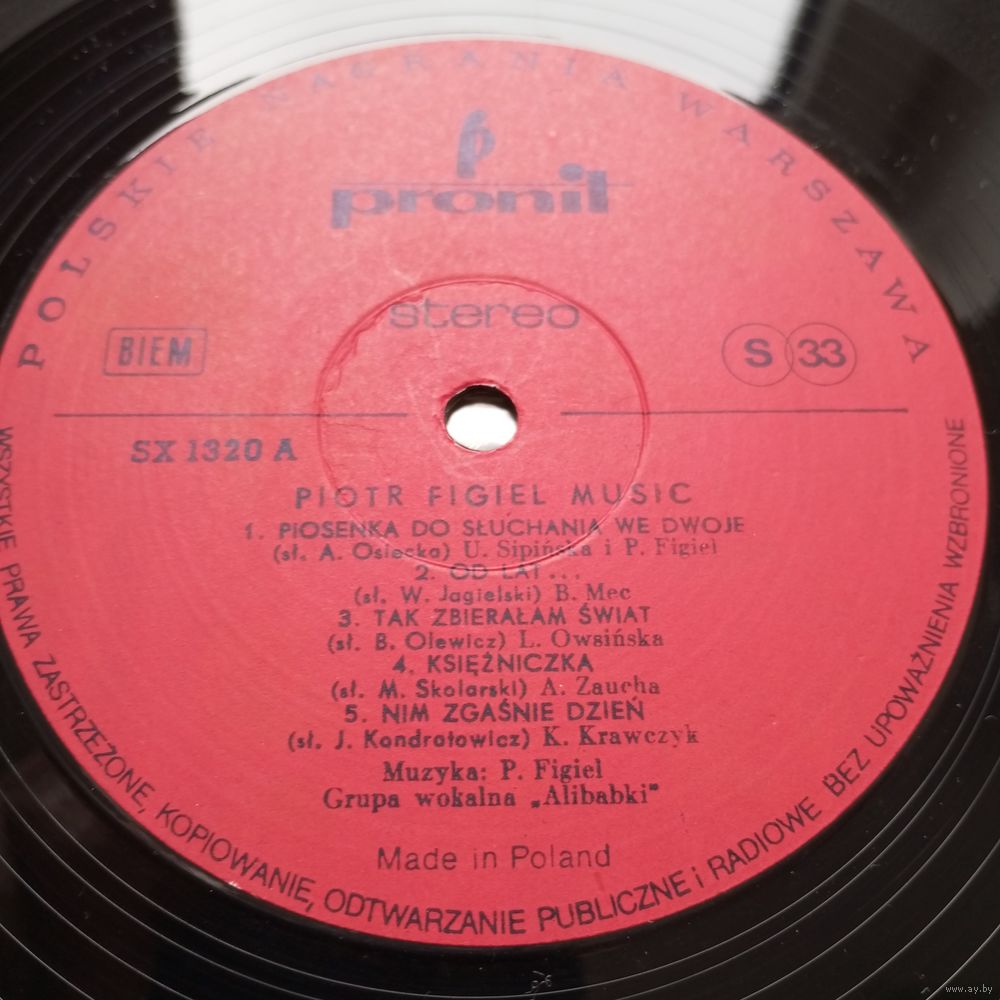 POLSKIE NAGRANIA WARSZAWA
pronit
stereo
BIEM
S 33
SX 1320 A
PIOTR FIGIEL MUSIC
1. PIOSENKA DO SŁUCHANIA WE DWOJE
(sł. A. Osiecka) U. Sipińska i P. Figiel
2. OD LAT...
(sł. W. Jagielski) B. Mec
3. TAK ZBIERAŁAM ŚWIAT
(sł. B. Olewicz) L. Owsińska
4. KSIĘŻNICZKA
(sł. M. Skolarski) A. Zaucha
5. NIM ZGAŚNIE DZIEŃ
(sł. J. Kondratowicz) K. Krawczyk
Muzyka: P. Figiel
Grupa wokalna „Alibabki"
Made in Poland
WSZYSTKIE PRAWA ZASTRZEŻONE, KOPIOWANIE, ODTWARZANIE PUBLICZNE i RADIOWE BEZ UPOWAŻNIENIA WZBRONIONE
www.ay.by